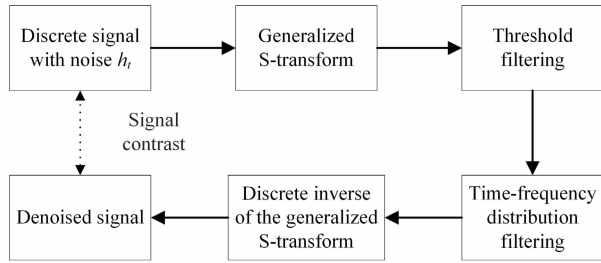 Discrete signal
with noise hₜ
Generalized
S-transform
Threshold
filtering
Signal
contrast
Denoised signal
Discrete inverse
of the generalized
S-transform
Time-frequency
distribution
filtering